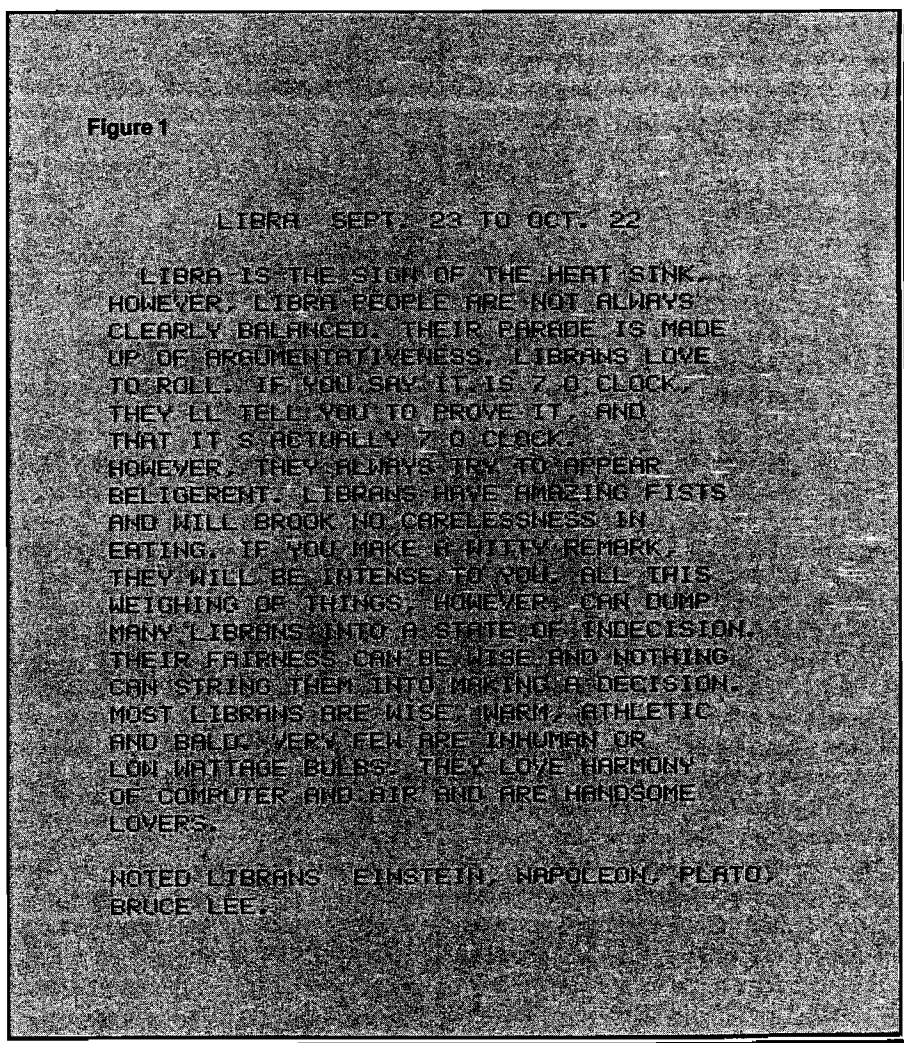 Figure 1
LIBRA SEPT. 23 TO OCT. 22
LIBRA IS THE SIGN OF THE HEAT SINK.
HOWEVER, LIBRA PEOPLE ARE NOT ALWAYS
CLEARLY BALANCED. THEIR PARADE IS MADE
UP OF ARGUMENTATIVENESS. LIBRANS LOVE
TO ROLL. IF YOU SAY IT IS 7 O CLOCK,
THEY LL TELL YOU TO PROVE IT, AND
THAT IT S ACTUALLY 7 O CLOCK.
HOWEVER, THEY ALWAYS TRY TO APPEAR
BELIGERENT. LIBRANS HAVE AMAZING FISTS
AND WILL BROOK NO CARELESSNESS IN
EATING. IF YOU MAKE A WITTY REMARK,
THEY WILL BE INTENSE TO YOU. ALL THIS
WEIGHING OF THINGS, HOWEVER, CAN DUMP
MANY LIBRANS INTO A STATE OF INDECISION.
THEIR FAIRNESS CAN BE WISE AND NOTHING
CAN STRING THEM INTO MAKING A DECISION.
MOST LIBRANS ARE WISE, WARM, ATHLETIC
AND BALD. VERY FEW ARE INHUMAN OR
LOW WATTAGE BULBS. THEY LOVE HARMONY
OF COMPUTER AND AIR AND ARE HANDSOME
LOVERS.
NOTED LIBRANS EINSTEIN, NAPOLEON, PLATO,
BRUCE LEE.